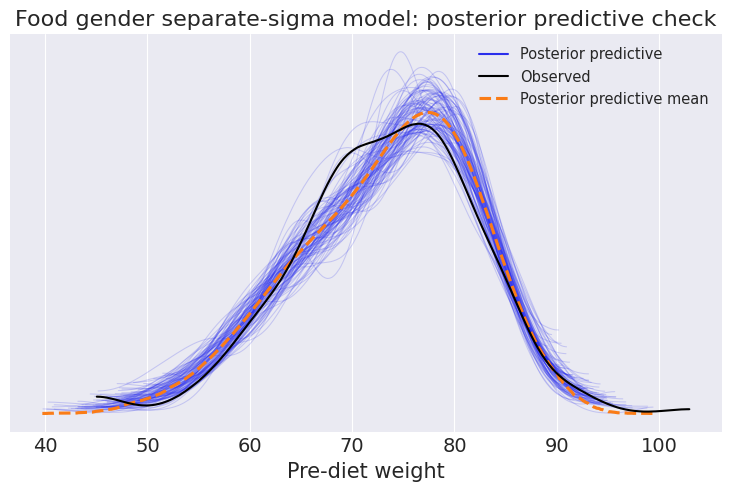 Food gender separate-sigma model: posterior predictive check
Posterior predictive
Observed
Posterior predictive mean
40 50 60 70 80 90 100
Pre-diet weight